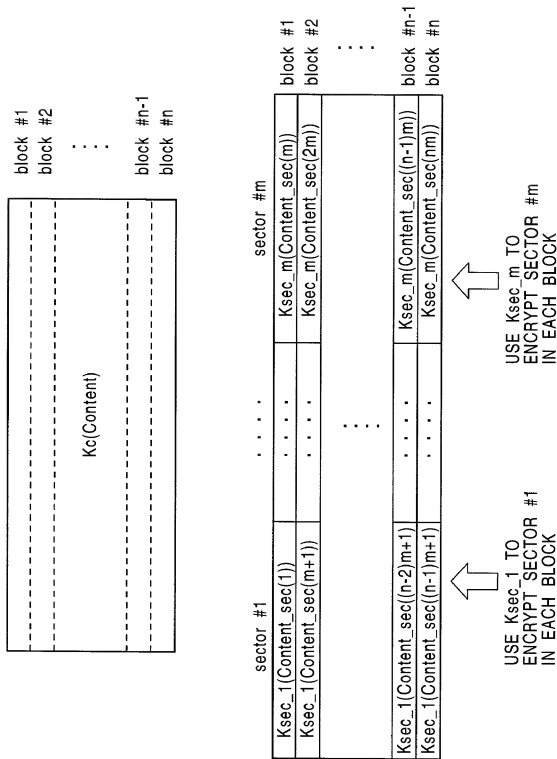 block #1
block #2
. . . .
Kc(Content)
block #n-1
block #n
sector #1 . . . . sector #m
Ksec_1(Content_sec(1)) . . . . Ksec_m(Content_sec(m)) block #1
Ksec_1(Content_sec(m+1)) . . . . Ksec_m(Content_sec(2m)) block #2
. . . . . . . .
Ksec_1(Content_sec((n-2)m+1)) . . . . Ksec_m(Content_sec((n-1)m)) block #n-1
Ksec_1(Content_sec((n-1)m+1)) . . . . Ksec_m(Content_sec(nm)) block #n
USE Ksec_1 TO
ENCRYPT SECTOR #1
IN EACH BLOCK
USE Ksec_m TO
ENCRYPT SECTOR #m
IN EACH BLOCK